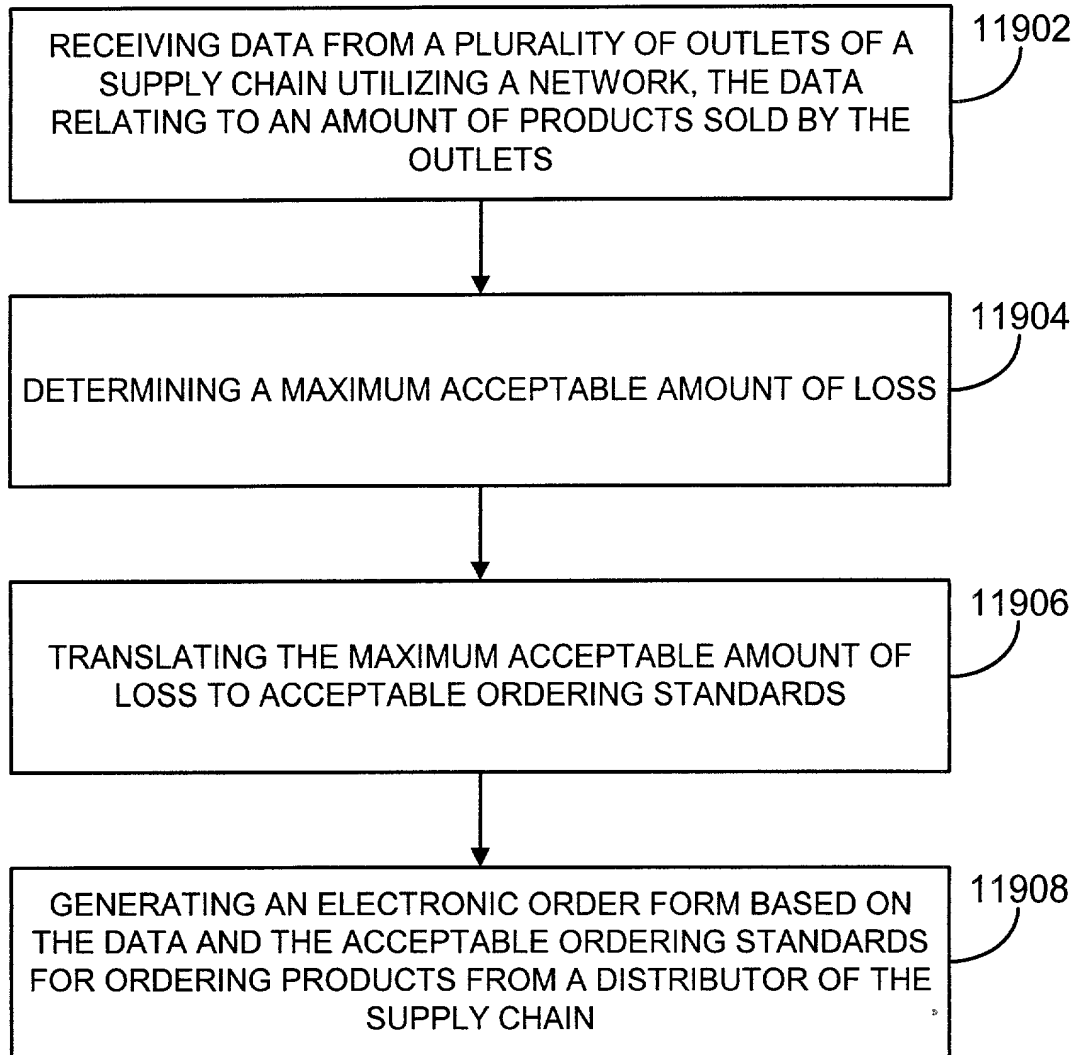 RECEIVING DATA FROM A PLURALITY OF OUTLETS OF A
SUPPLY CHAIN UTILIZING A NETWORK, THE DATA
RELATING TO AN AMOUNT OF PRODUCTS SOLD BY THE
OUTLETS
11902
DETERMINING A MAXIMUM ACCEPTABLE AMOUNT OF LOSS
11904
TRANSLATING THE MAXIMUM ACCEPTABLE AMOUNT OF
LOSS TO ACCEPTABLE ORDERING STANDARDS
11906
GENERATING AN ELECTRONIC ORDER FORM BASED ON
THE DATA AND THE ACCEPTABLE ORDERING STANDARDS
FOR ORDERING PRODUCTS FROM A DISTRIBUTOR OF THE
SUPPLY CHAIN
11908